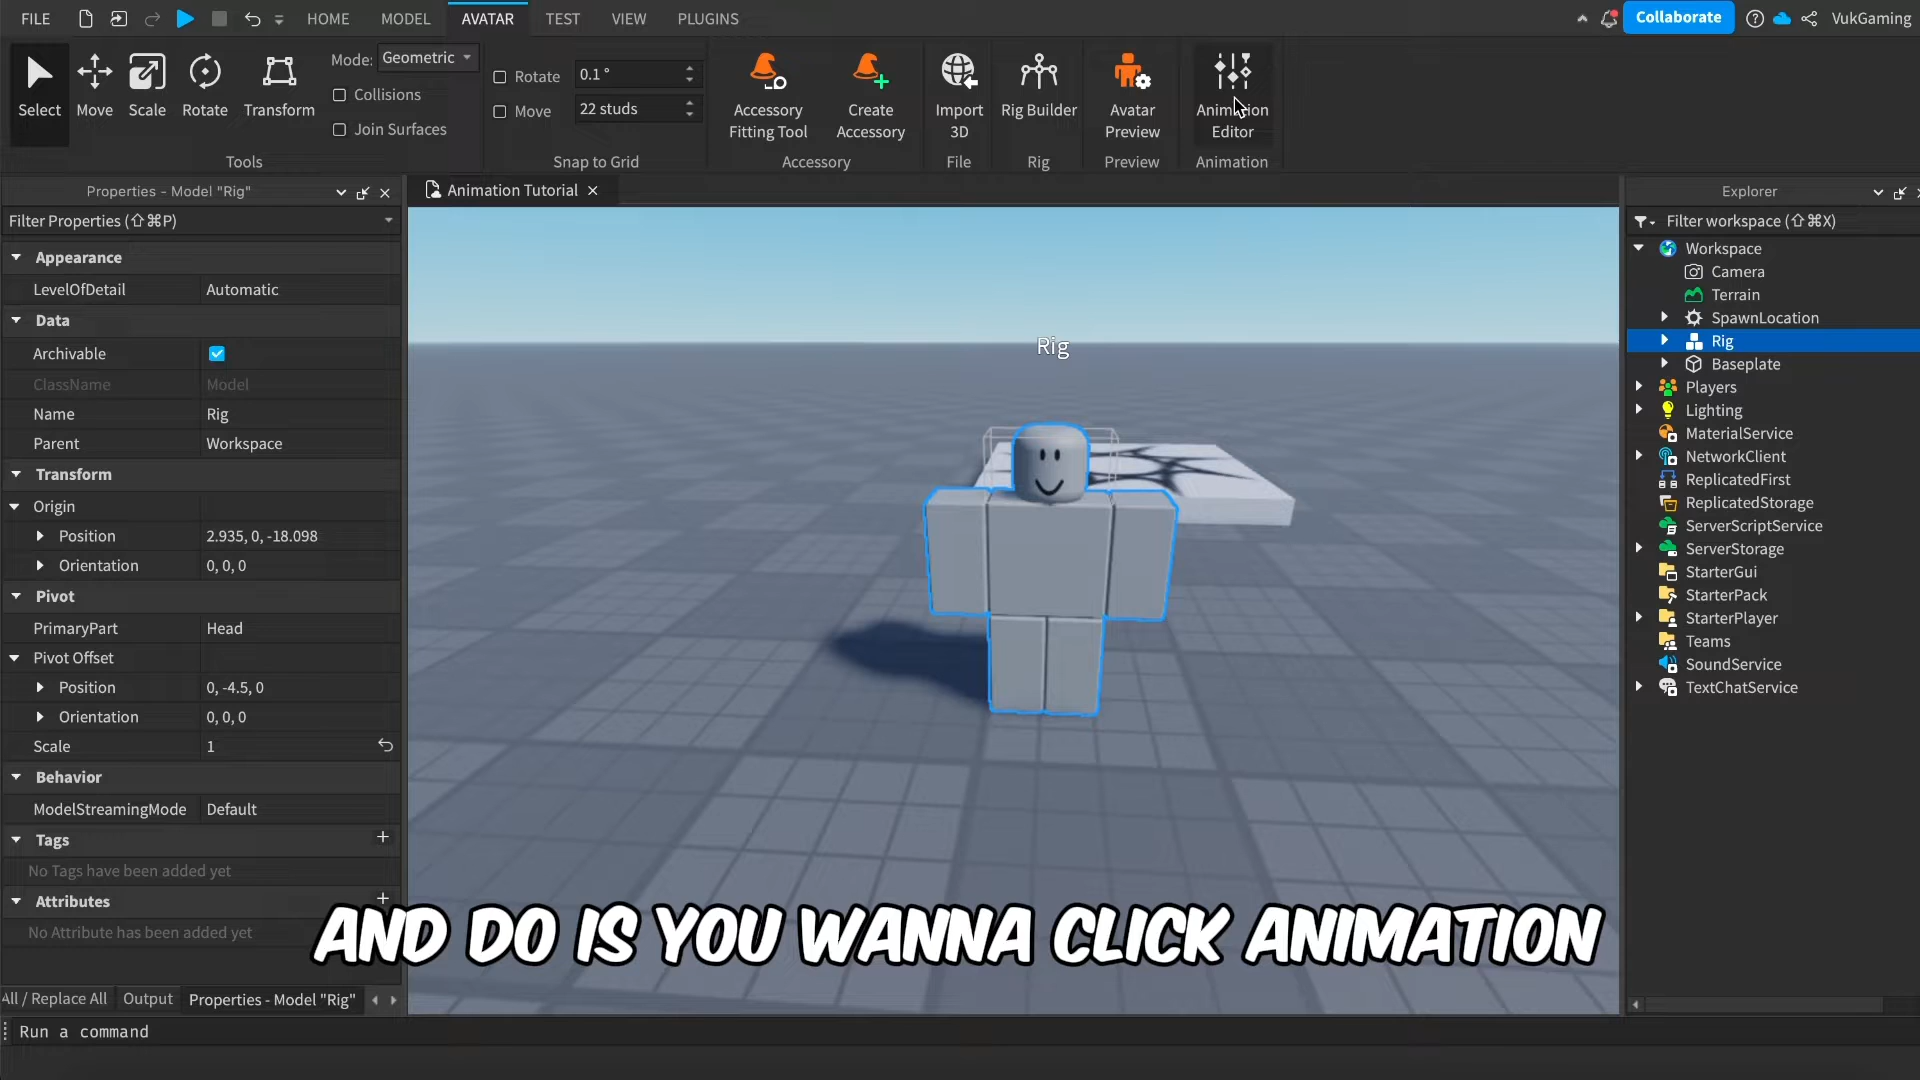 FILE HOME MODEL AVATAR TEST VIEW PLUGINS Collaborate VukGaming
Select Move Scale Rotate Transform
Mode: Geometric
Collisions
Join Surfaces
Tools
Rotate 0.1 °
Move 22 studs
Snap to Grid
Accessory Fitting Tool
Create Accessory
Accessory
Import 3D
File
Rig Builder
Rig
Avatar Preview
Preview
Animation Editor
Animation
Properties - Model "Rig"
Filter Properties (⇧⌘P)
Appearance
LevelOfDetail Automatic
Data
Archivable
ClassName Model
Name Rig
Parent Workspace
Transform
Origin
Position 2.935, 0, -18.098
Orientation 0, 0, 0
Pivot
PrimaryPart Head
Pivot Offset
Position 0, -4.5, 0
Orientation 0, 0, 0
Scale 1
Behavior
ModelStreamingMode Default
Tags +
No Tags have been added yet
Attributes +
No Attribute has been added yet
All / Replace All Output Properties - Model "Rig"
Run a command
Animation Tutorial
Rig
AND DO IS YOU WANNA CLICK ANIMATION
Explorer
Filter workspace (⇧⌘X)
Workspace
Camera
Terrain
SpawnLocation
Rig
Baseplate
Players
Lighting
MaterialService
NetworkClient
ReplicatedFirst
ReplicatedStorage
ServerScriptService
ServerStorage
StarterGui
StarterPack
StarterPlayer
Teams
SoundService
TextChatService